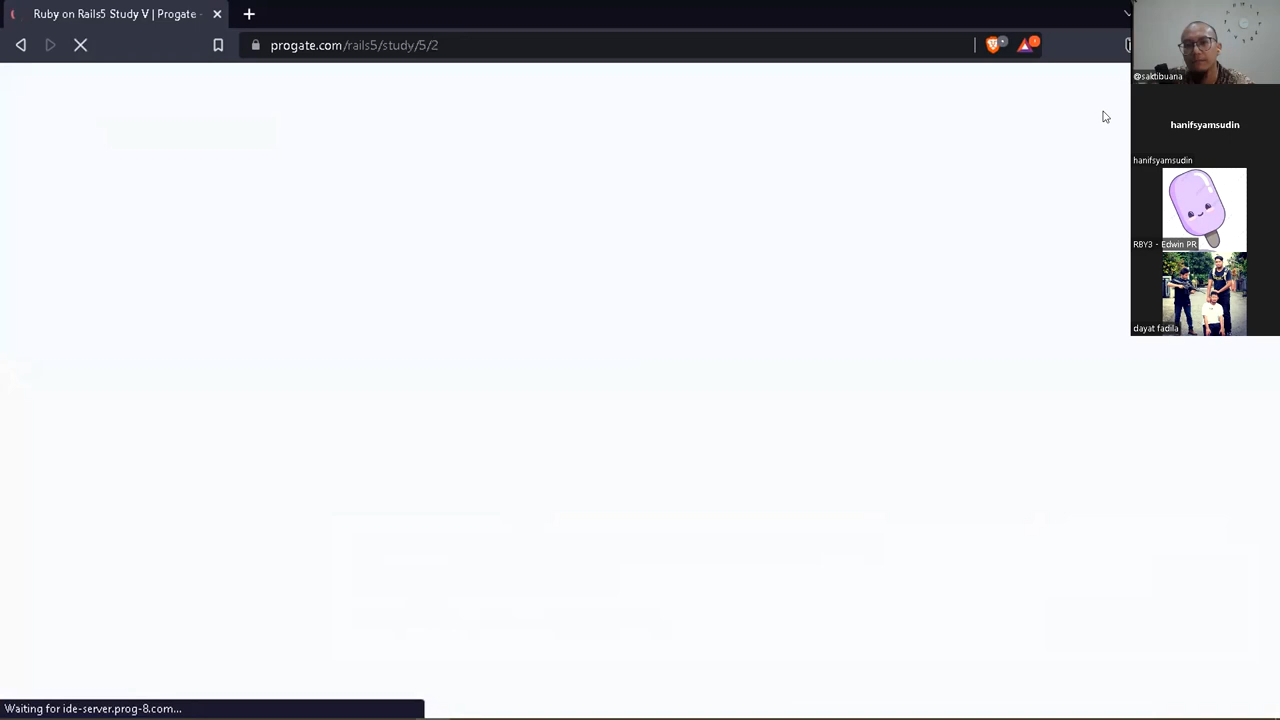 Ruby on Rails5 Study V | Progate -
progate.com/rails5/study/5/2
@saktibuana
hanifsyamsudin
hanifsyamsudin
RBY3 - Edwin PR
dayat fadila
Waiting for ide-server.prog-8.com...